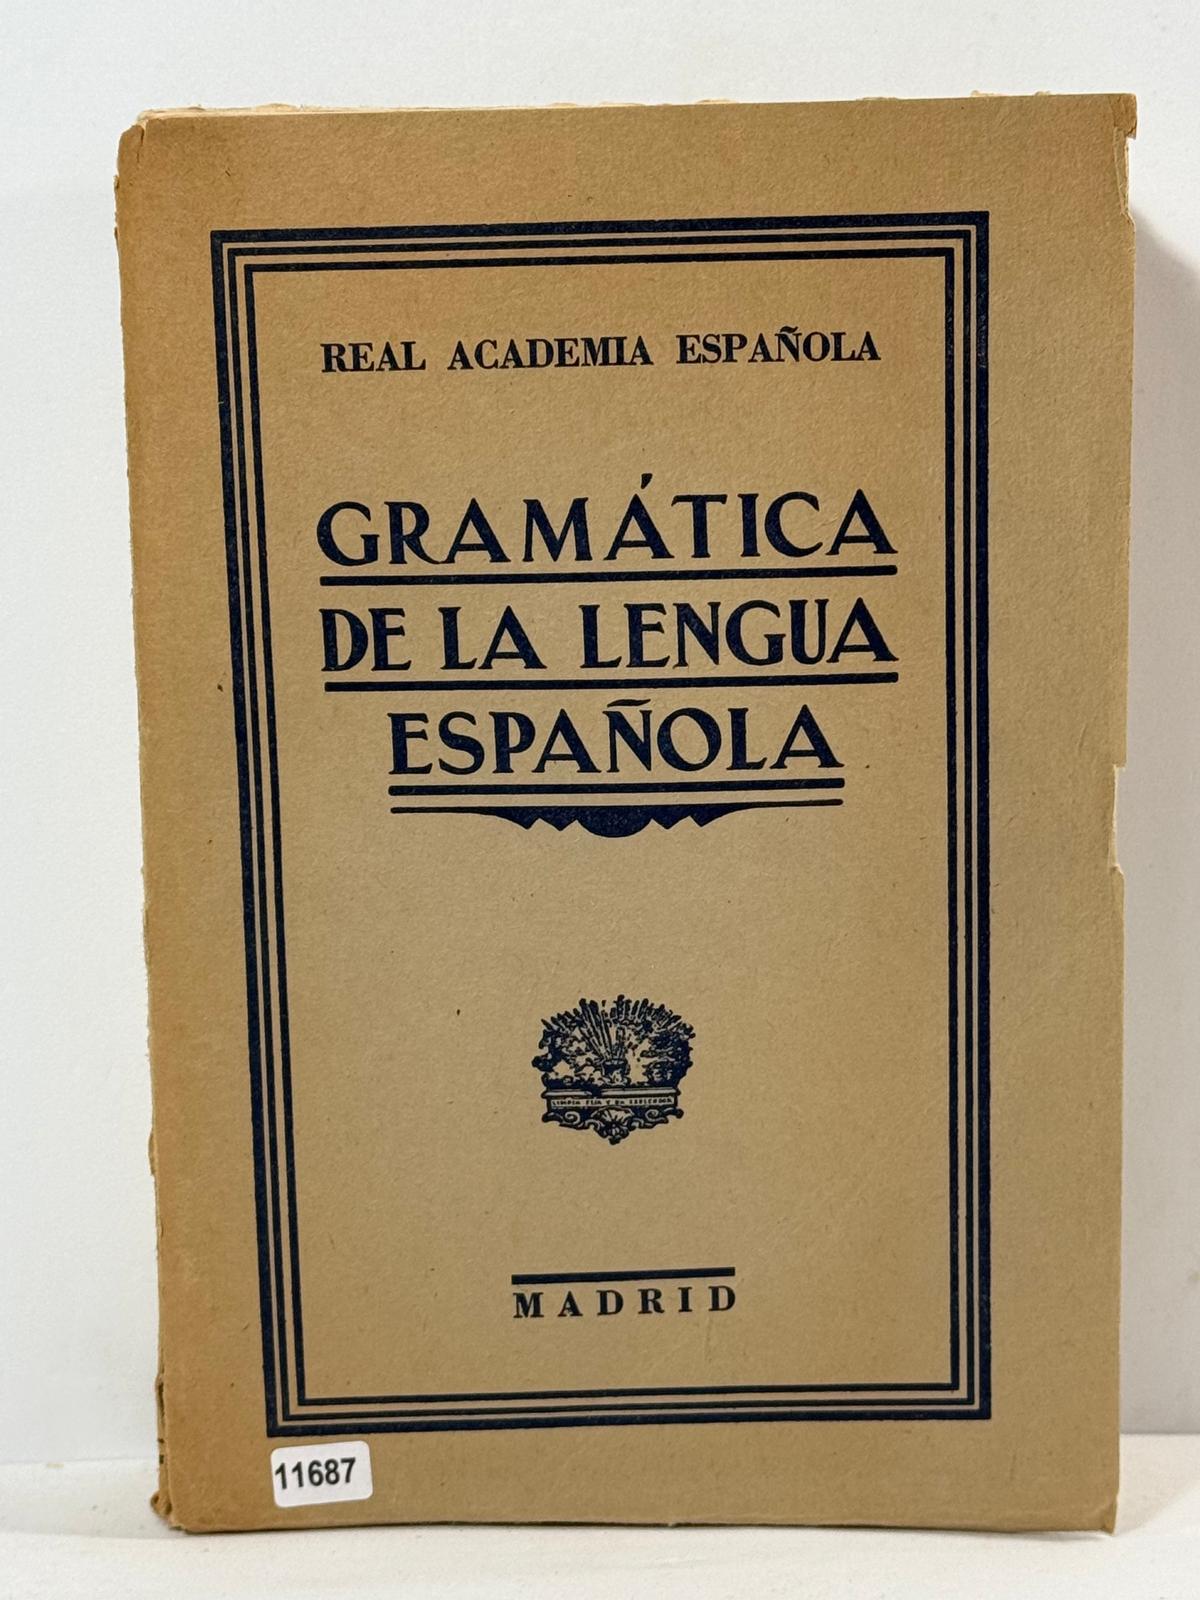 REAL ACADEMIA ESPAÑOLA
GRAMÁTICA
DE LA LENGUA
ESPAÑOLA
LIMPIA FIJA Y DA ESPLENDOR
MADRID
11687